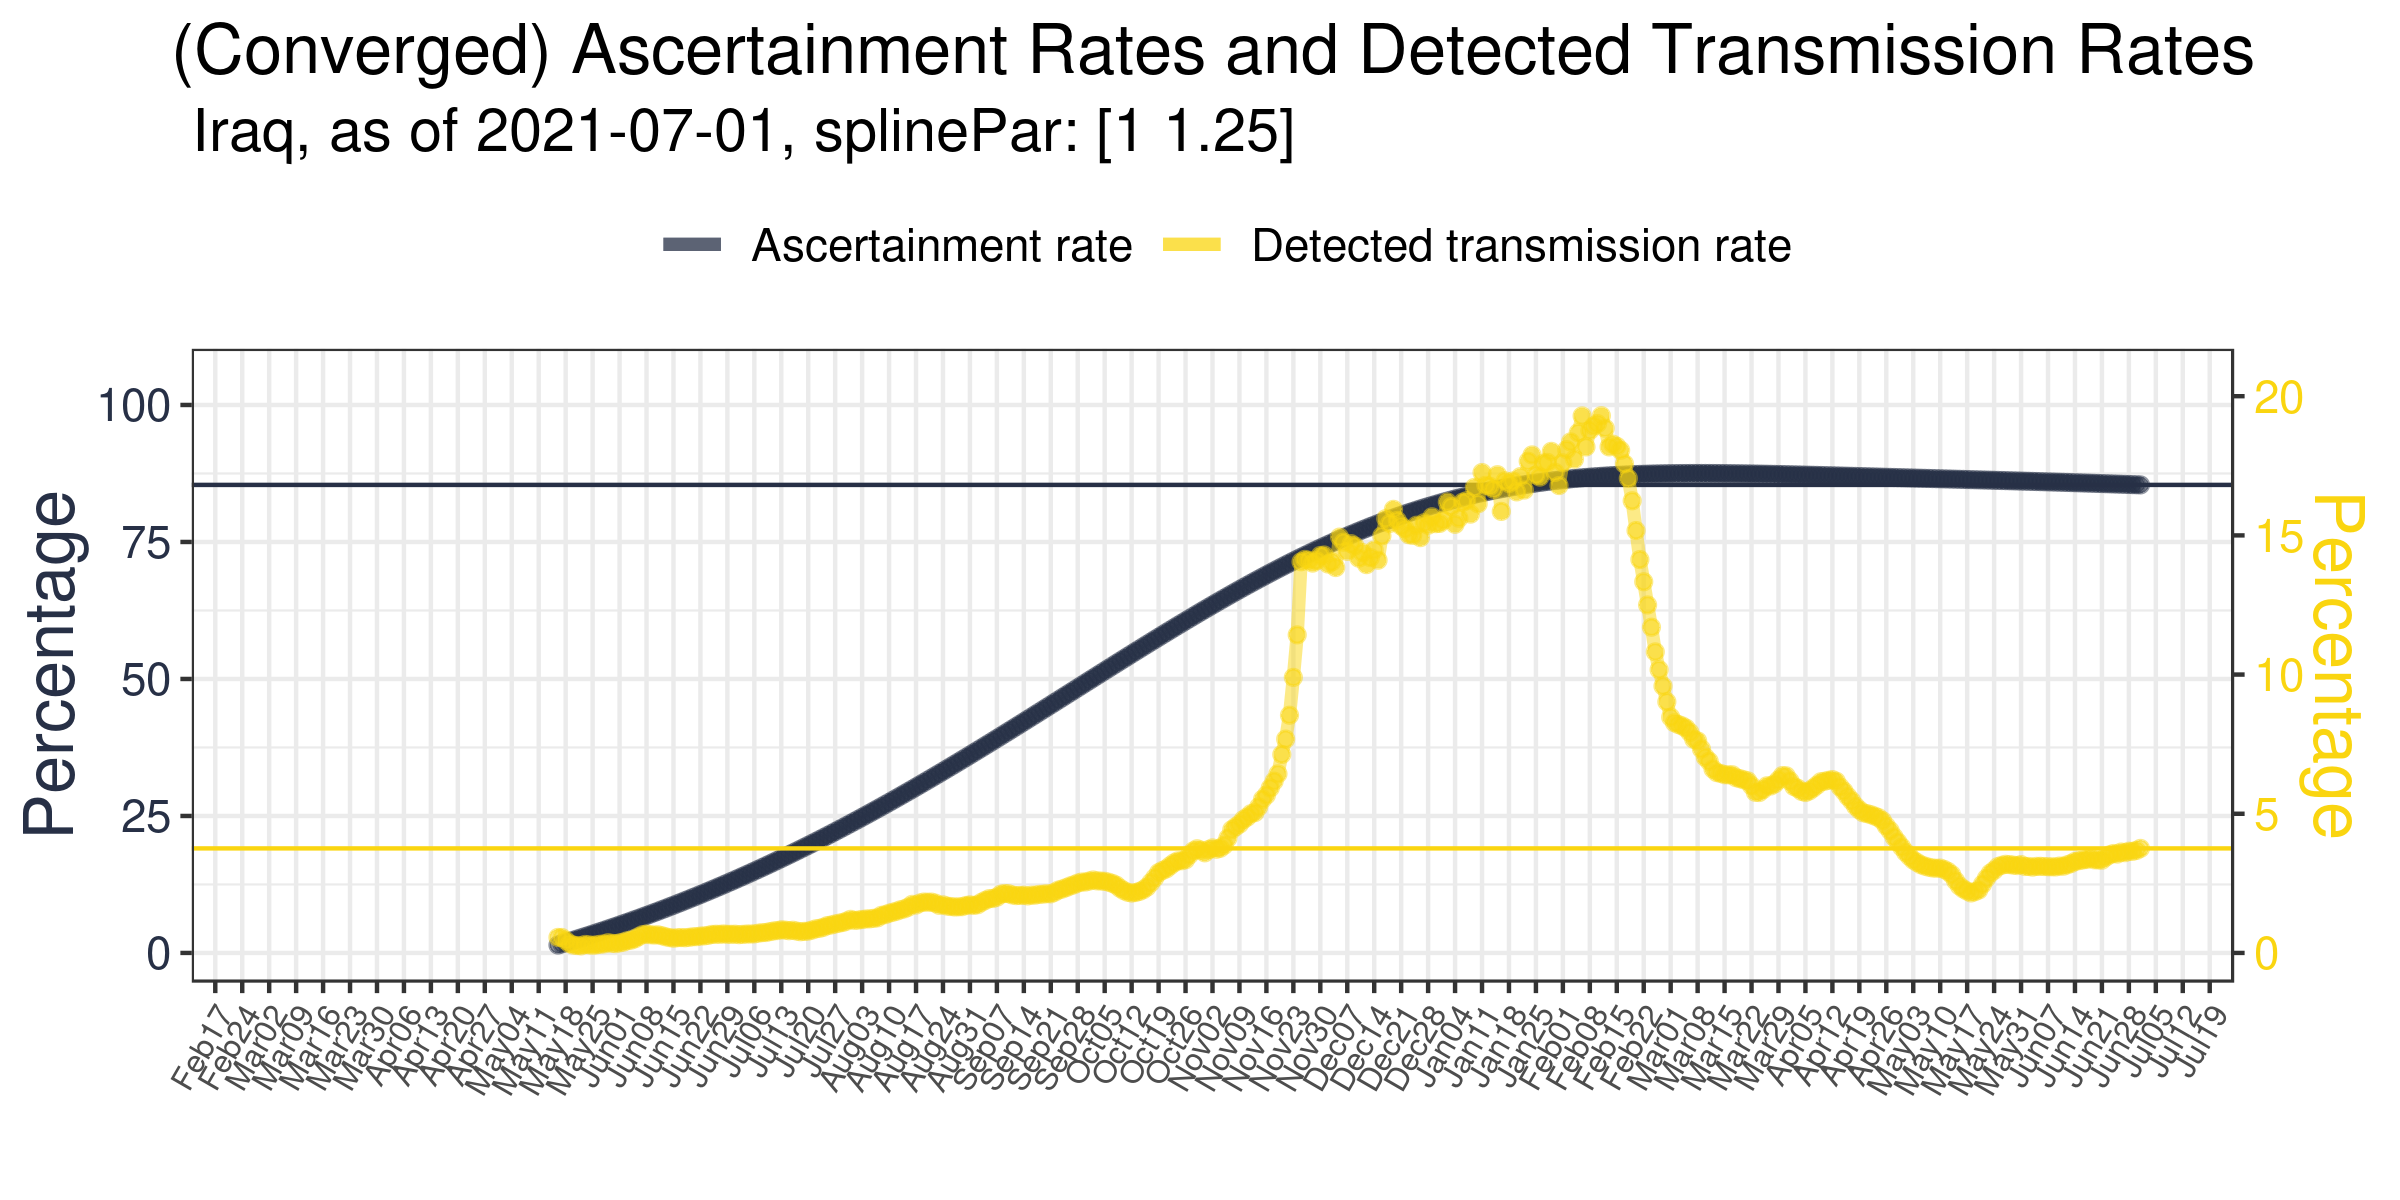 (Converged) Ascertainment Rates and Detected Transmission Rates
Iraq, as of 2021-07-01, splinePar: [1 1.25]
Ascertainment rate
Detected transmission rate
Percentage
100
75
50
25
0
20
15
10
5
0
Percentage
Feb17
Feb24
Mar02
Mar09
Mar16
Mar23
Mar30
Apr06
Apr13
Apr20
Apr27
May04
May11
May18
May25
Jun01
Jun08
Jun15
Jun22
Jun29
Jul06
Jul13
Jul20
Jul27
Aug03
Aug10
Aug17
Aug24
Aug31
Sep07
Sep14
Sep21
Sep28
Oct05
Oct12
Oct19
Oct26
Nov02
Nov09
Nov16
Nov23
Nov30
Dec07
Dec14
Dec21
Dec28
Jan04
Jan11
Jan18
Jan25
Feb01
Feb08
Feb15
Feb22
Mar01
Mar08
Mar15
Mar22
Mar29
Apr05
Apr12
Apr19
Apr26
May03
May10
May17
May24
May31
Jun07
Jun14
Jun21
Jun28
Jul05
Jul12
Jul19